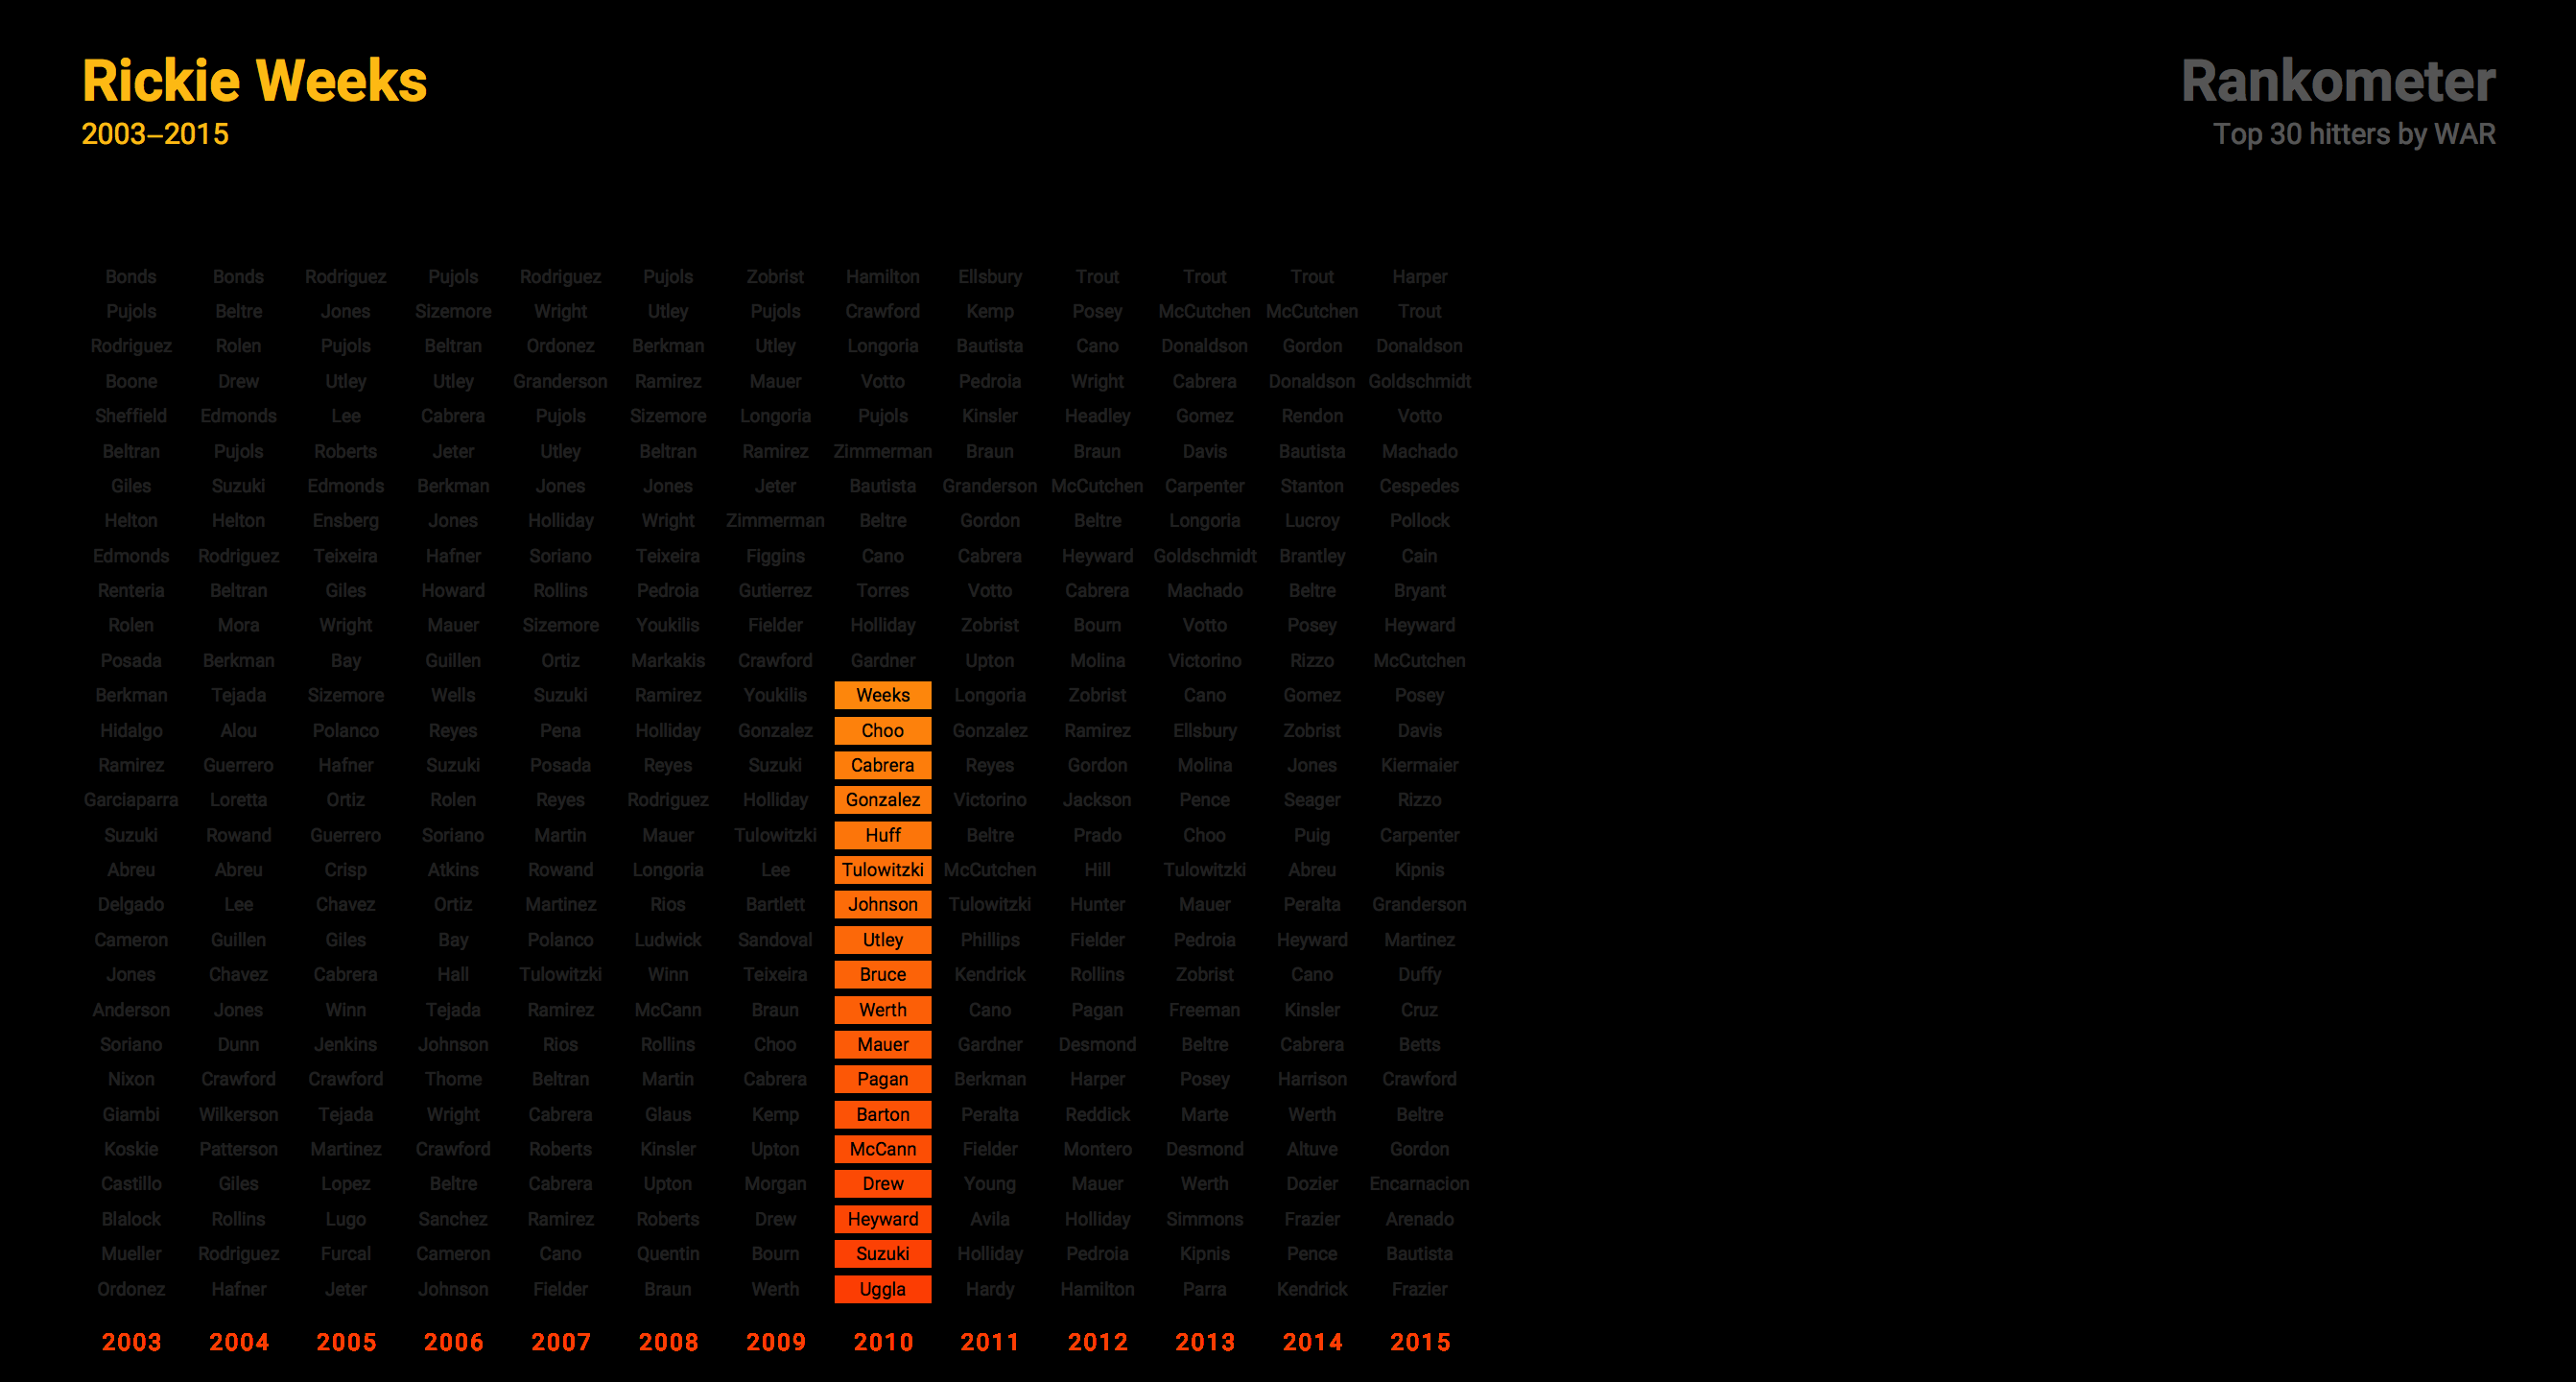 Rickie Weeks
2003–2015
Rankometer
Top 30 hitters by WAR
Bonds Bonds Rodriguez Pujols Rodriguez Pujols Zobrist Hamilton Ellsbury Trout Trout Trout Harper
Pujols Beltre Jones Sizemore Wright Utley Pujols Crawford Kemp Posey McCutchen McCutchen Trout
Rodriguez Rolen Pujols Beltran Ordonez Berkman Utley Longoria Bautista Cano Donaldson Gordon Donaldson
Boone Drew Utley Utley Granderson Ramirez Mauer Votto Pedroia Wright Cabrera Donaldson Goldschmidt
Sheffield Edmonds Lee Cabrera Pujols Sizemore Longoria Pujols Kinsler Headley Gomez Rendon Votto
Beltran Pujols Roberts Jeter Utley Beltran Ramirez Zimmerman Braun Braun Davis Bautista Machado
Giles Suzuki Edmonds Berkman Jones Jones Jeter Bautista Granderson McCutchen Carpenter Stanton Cespedes
Helton Helton Ensberg Jones Holliday Wright Zimmerman Beltre Gordon Beltre Longoria Lucroy Pollock
Edmonds Rodriguez Teixeira Hafner Soriano Teixeira Figgins Cano Cabrera Heyward Goldschmidt Brantley Cain
Renteria Beltran Giles Howard Rollins Pedroia Gutierrez Torres Votto Cabrera Machado Beltre Bryant
Rolen Mora Wright Mauer Sizemore Youkilis Fielder Holliday Zobrist Bourn Votto Posey Heyward
Posada Berkman Bay Guillen Ortiz Markakis Crawford Gardner Upton Molina Victorino Rizzo McCutchen
Berkman Tejada Sizemore Wells Suzuki Ramirez Youkilis Weeks Longoria Zobrist Cano Gomez Posey
Hidalgo Alou Polanco Reyes Pena Holliday Gonzalez Choo Gonzalez Ramirez Ellsbury Zobrist Davis
Ramirez Guerrero Hafner Suzuki Posada Reyes Suzuki Cabrera Reyes Gordon Molina Jones Kiermaier
Garciaparra Loretta Ortiz Rolen Reyes Rodriguez Holliday Gonzalez Victorino Jackson Pence Seager Rizzo
Suzuki Rowand Guerrero Soriano Martin Mauer Tulowitzki Huff Beltre Prado Choo Puig Carpenter
Abreu Abreu Crisp Atkins Rowand Longoria Lee Tulowitzki McCutchen Hill Tulowitzki Abreu Kipnis
Delgado Lee Chavez Ortiz Martinez Rios Bartlett Johnson Tulowitzki Hunter Mauer Peralta Granderson
Cameron Guillen Giles Bay Polanco Ludwick Sandoval Utley Phillips Fielder Pedroia Heyward Martinez
Jones Chavez Cabrera Hall Tulowitzki Winn Teixeira Bruce Kendrick Rollins Zobrist Cano Duffy
Anderson Jones Winn Tejada Ramirez McCann Braun Werth Cano Pagan Freeman Kinsler Cruz
Soriano Dunn Jenkins Johnson Rios Rollins Choo Mauer Gardner Desmond Beltre Cabrera Betts
Nixon Crawford Crawford Thome Beltran Martin Cabrera Pagan Berkman Harper Posey Harrison Crawford
Giambi Wilkerson Tejada Wright Cabrera Glaus Kemp Barton Peralta Reddick Marte Werth Beltre
Koskie Patterson Martinez Crawford Roberts Kinsler Upton McCann Fielder Montero Desmond Altuve Gordon
Castillo Giles Lopez Beltre Cabrera Upton Morgan Drew Young Mauer Werth Dozier Encarnacion
Blalock Rollins Lugo Sanchez Ramirez Roberts Drew Heyward Avila Holliday Simmons Frazier Arenado
Mueller Rodriguez Furcal Cameron Cano Quentin Bourn Suzuki Holliday Pedroia Kipnis Pence Bautista
Ordonez Hafner Jeter Johnson Fielder Braun Werth Uggla Hardy Hamilton Parra Kendrick Frazier
2003 2004 2005 2006 2007 2008 2009 2010 2011 2012 2013 2014 2015